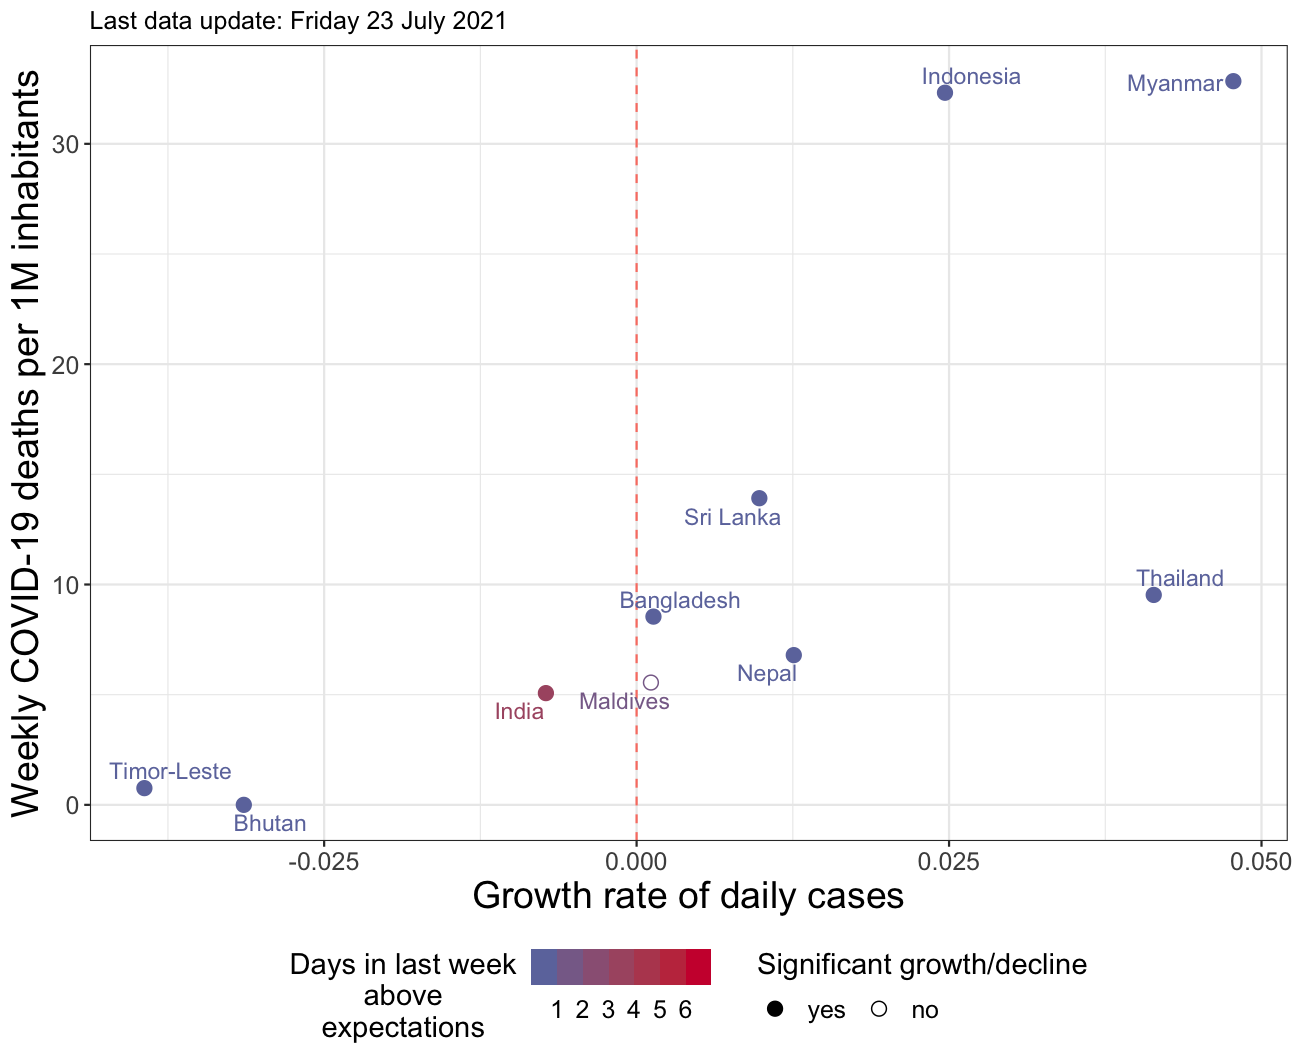 Last data update: Friday 23 July 2021
Weekly COVID-19 deaths per 1M inhabitants
30
20
10
0
Indonesia
Myanmar
Sri Lanka
Thailand
Bangladesh
Nepal
Maldives
India
Timor-Leste
Bhutan
-0.025
0.000
0.025
0.050
Growth rate of daily cases
Days in last week
above
expectations
1 2 3 4 5 6
Significant growth/decline
yes no